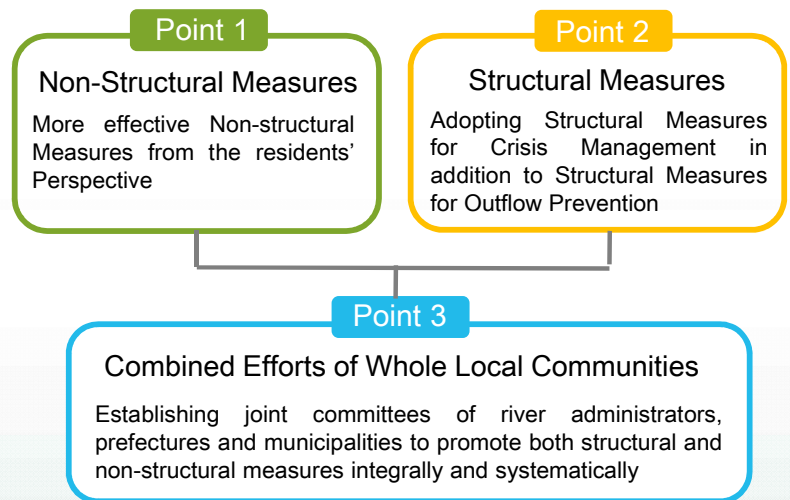 Point 1
Non-Structural Measures
More effective Non-structural
Measures from the residents’
Perspective
Point 2
Structural Measures
Adopting Structural Measures
for Crisis Management in
addition to Structural Measures
for Outflow Prevention
Point 3
Combined Efforts of Whole Local Communities
Establishing joint committees of river administrators,
prefectures and municipalities to promote both structural and
non-structural measures integrally and systematically